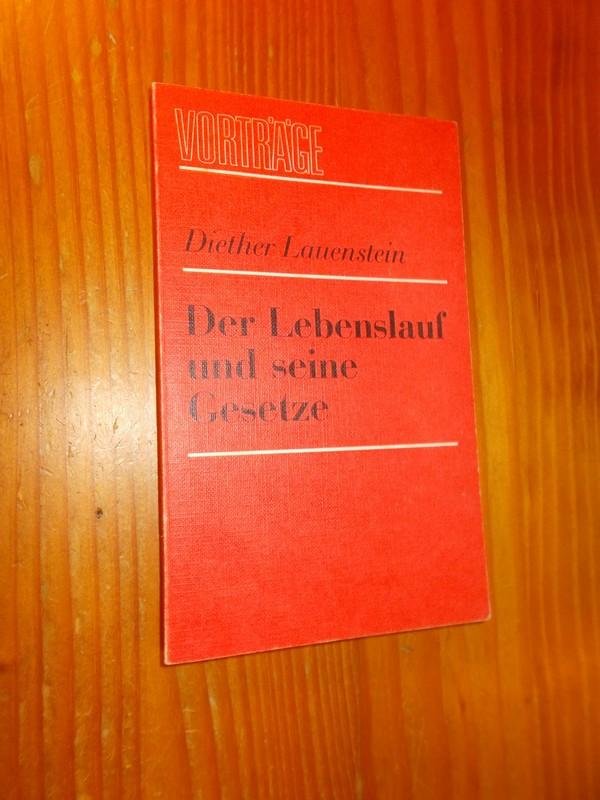 VORTRÄGE
Diether Lauenstein
Der Lebenslauf
und seine
Gesetze